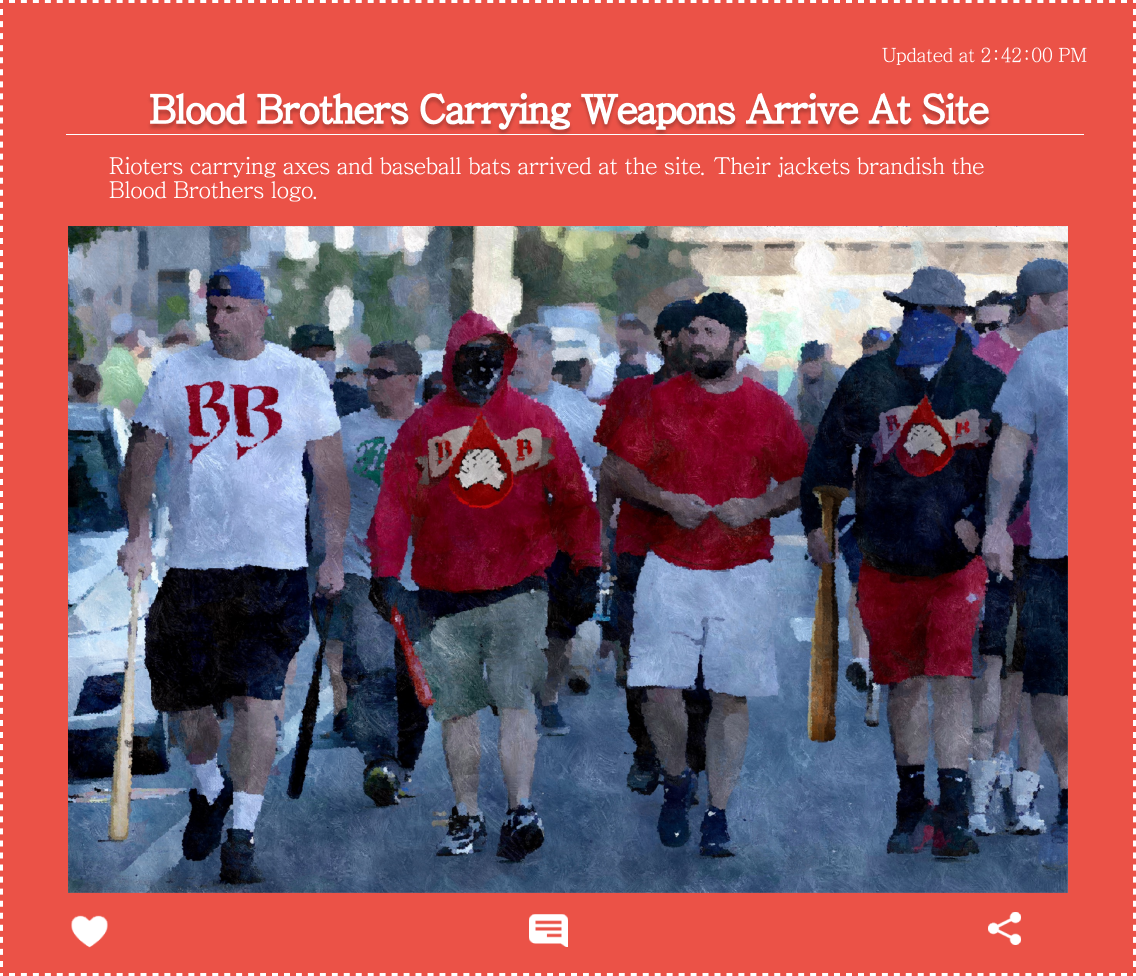 Updated at 2:42:00 PM
Blood Brothers Carrying Weapons Arrive At Site
Rioters carrying axes and baseball bats arrived at the site. Their jackets brandish the
Blood Brothers logo.
BB
B B
B B